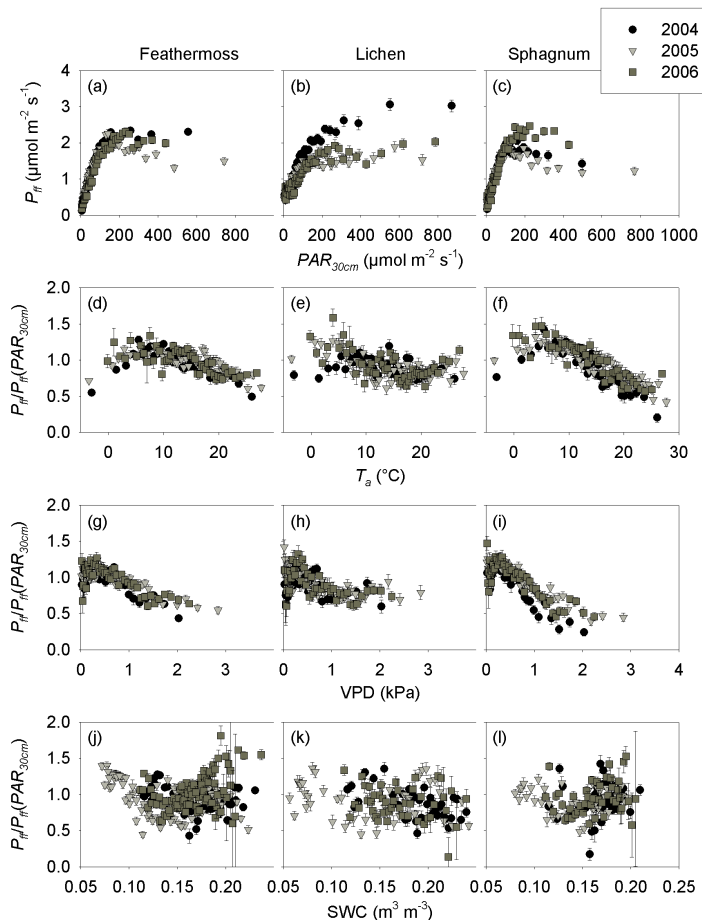 2004
2005
2006
Feathermoss Lichen Sphagnum
(a) (b) (c)
4
3
2
1
0
P_ff (µmol m⁻² s⁻¹)
0 200 400 600 800 0 200 400 600 800 0 200 400 600 800 1000
PAR_30cm (µmol m⁻² s⁻¹)
(d) (e) (f)
2.0
1.5
1.0
0.5
0.0
P_ff/P_ff(PAR_30cm)
0 10 20 0 10 20 0 10 20 30
T_a (°C)
(g) (h) (i)
2.0
1.5
1.0
0.5
0.0
P_ff/P_ff(PAR_30cm)
0 1 2 3 0 1 2 3 0 1 2 3 4
VPD (kPa)
(j) (k) (l)
2.0
1.5
1.0
0.5
0.0
P_ff/P_ff(PAR_30cm)
0.05 0.10 0.15 0.20 0.05 0.10 0.15 0.20 0.05 0.10 0.15 0.20 0.25
SWC (m³ m⁻³)